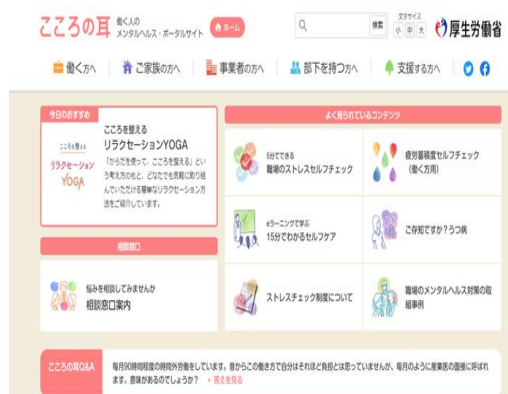 こころの耳
働く人の
メンタルヘルス・ポータルサイト
ホーム
検索
文字サイズ
小 中 大
厚生労働省
働く方へ
ご家族の方へ
事業者の方へ
部下を持つ方へ
支援する方へ
今日のおすすめ
こころを整える
リラクセーション
YOGA
こころを整える
リラクセーションYOGA
「からだを使って、こころを整える」とい
う考え方のもと、どなたでも気軽に取り組
んでいただける簡単なリラクセーション方
法をご紹介しています。
相談窓口
悩みを相談してみませんか
相談窓口案内
よく見られているコンテンツ
5分でできる
職場のストレスセルフチェック
疲労蓄積度セルフチェック
(働く方用)
eラーニングで学ぶ
15分でわかるセルフケア
ご存知ですか?うつ病
ストレスチェック制度について
職場のメンタルヘルス対策の取
組事例
こころの耳Q&A
毎月90時間程度の時間外労働をしています。昔からこの働き方で自分はそれほど負担とは思っていませんが、毎月のように産業医の面接に呼ばれ
ます。意味があるのでしょうか? ・答えを見る